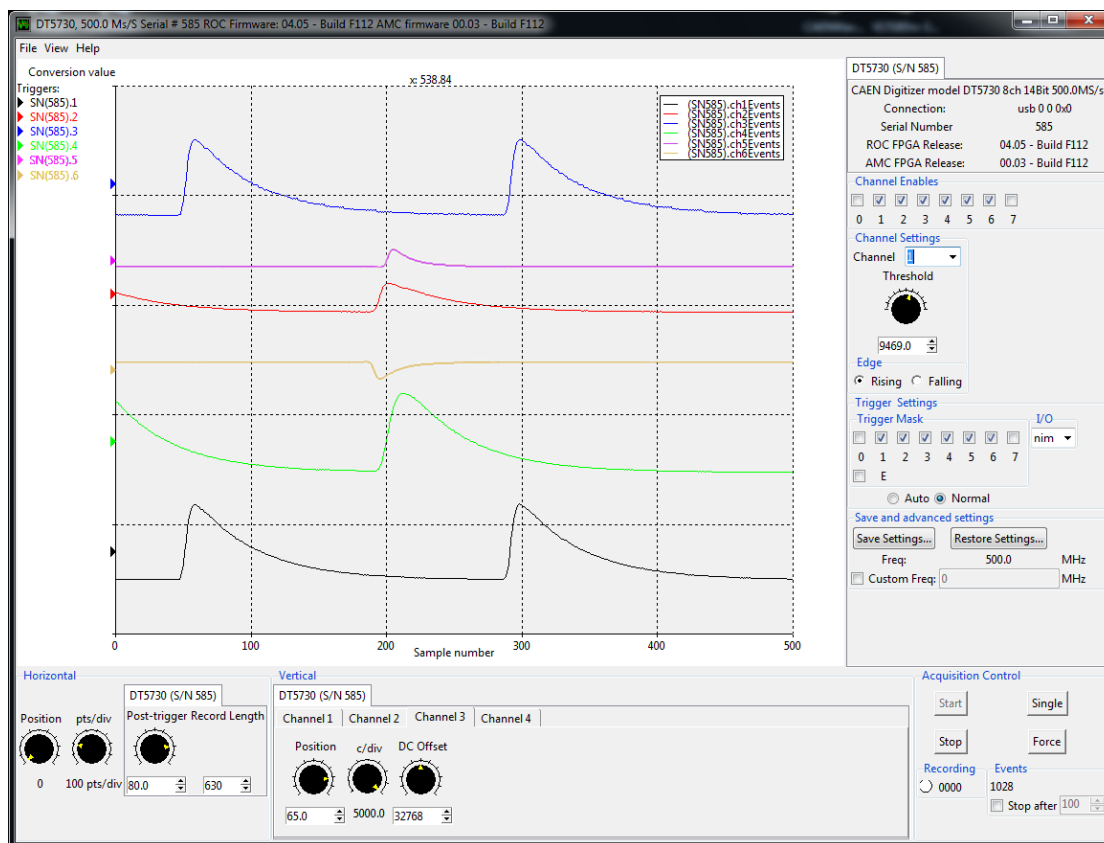 DT5730, 500.0 Ms/S Serial # 585 ROC Firmware: 04.05 - Build F112 AMC firmware 00.03 - Build F112
File View Help
Conversion value
x: 538.84
Triggers:
SN(585).1
SN(585).2
SN(585).3
SN(585).4
SN(585).5
SN(585).6
(SN585).ch1Events
(SN585).ch2Events
(SN585).ch3Events
(SN585).ch4Events
(SN585).ch5Events
(SN585).ch6Events
0 100 200 300 400 500
Sample number
DT5730 (S/N 585)
CAEN Digitizer model DT5730 8ch 14Bit 500.0MS/s
Connection: usb 0 0 0x0
Serial Number 585
ROC FPGA Release: 04.05 - Build F112
AMC FPGA Release: 00.03 - Build F112
Channel Enables
0 1 2 3 4 5 6 7
Channel Settings
Channel 1
Threshold
9469.0
Edge
Rising Falling
Trigger Settings
Trigger Mask I/O
nim
0 1 2 3 4 5 6 7
E
Auto Normal
Save and advanced settings
Save Settings... Restore Settings...
Freq: 500.0 MHz
Custom Freq: 0 MHz
Horizontal
DT5730 (S/N 585)
Position pts/div Post-trigger Record Length
0 100 pts/div 80.0 630
Vertical
DT5730 (S/N 585)
Channel 1 Channel 2 Channel 3 Channel 4
Position c/div DC Offset
65.0 5000.0 32768
Acquisition Control
Start Single
Stop Force
Recording Events
0000 1028
Stop after 100